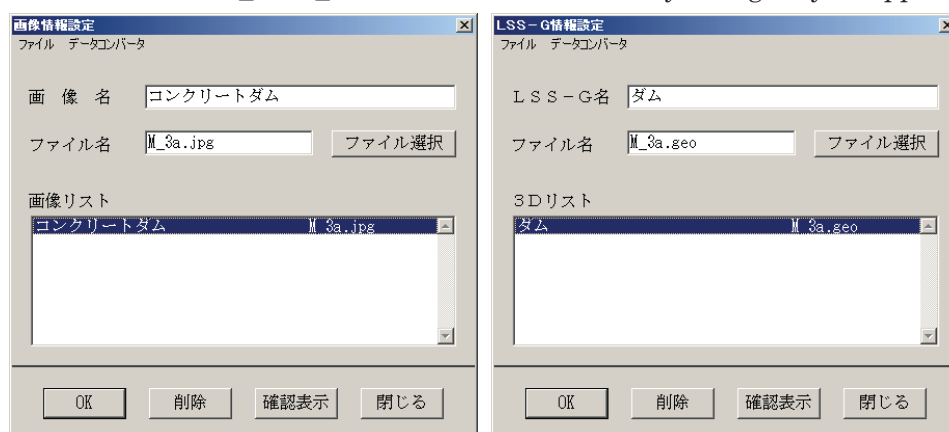 画像情報設定
ファイル データコンバータ
画像名 コンクリートダム
ファイル名 M_3a.jpg ファイル選択
画像リスト
コンクリートダム M_3a.jpg
OK 削除 確認表示 閉じる
LSS-G情報設定
ファイル データコンバータ
LSS-G名 ダム
ファイル名 M_3a.geo ファイル選択
3Dリスト
ダム M_3a.geo
OK 削除 確認表示 閉じる